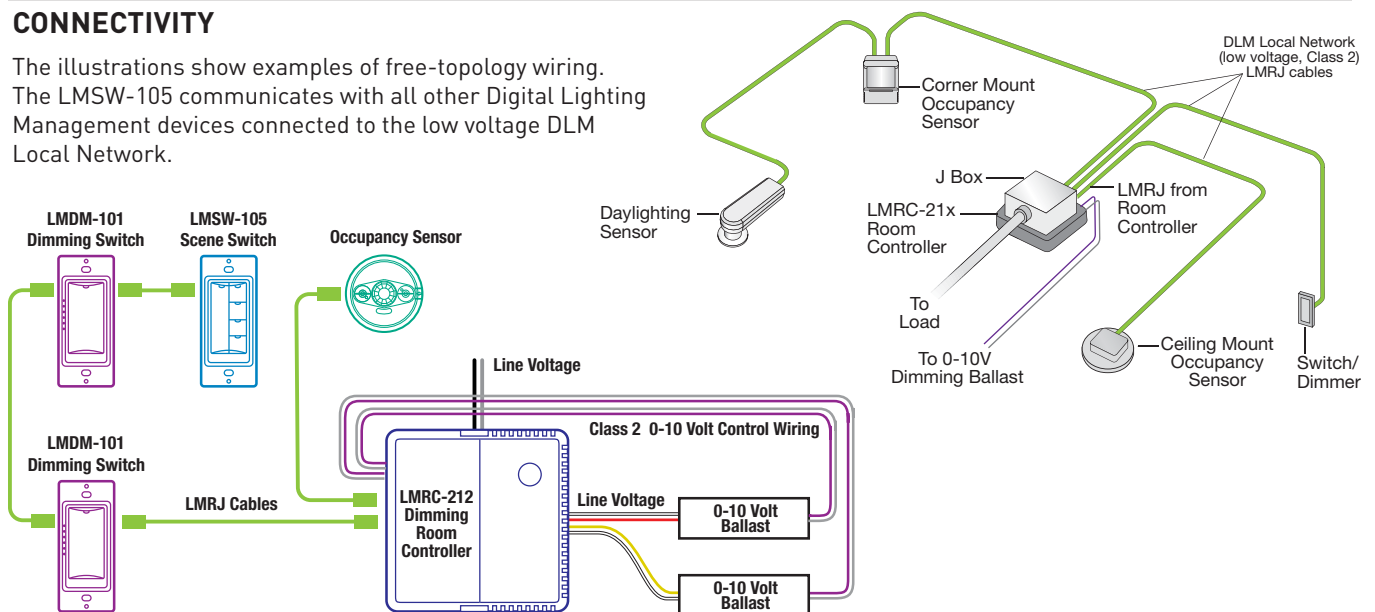 CONNECTIVITY
The illustrations show examples of free-topology wiring.
The LMSW-105 communicates with all other Digital Lighting
Management devices connected to the low voltage DLM
Local Network.
LMDM-101
Dimming Switch
LMSW-105
Scene Switch
Occupancy Sensor
LMDM-101
Dimming Switch
LMRJ Cables
Line Voltage
Class 2 0-10 Volt Control Wiring
LMRC-212
Dimming
Room
Controller
Line Voltage
0-10 Volt
Ballast
0-10 Volt
Ballast
DLM Local Network
(low voltage, Class 2)
LMRJ cables
Corner Mount
Occupancy
Sensor
Daylighting
Sensor
J Box
LMRC-21x
Room
Controller
LMRJ from
Room
Controller
To
Load
To 0-10V
Dimming Ballast
Ceiling Mount
Occupancy
Sensor
Switch/
Dimmer